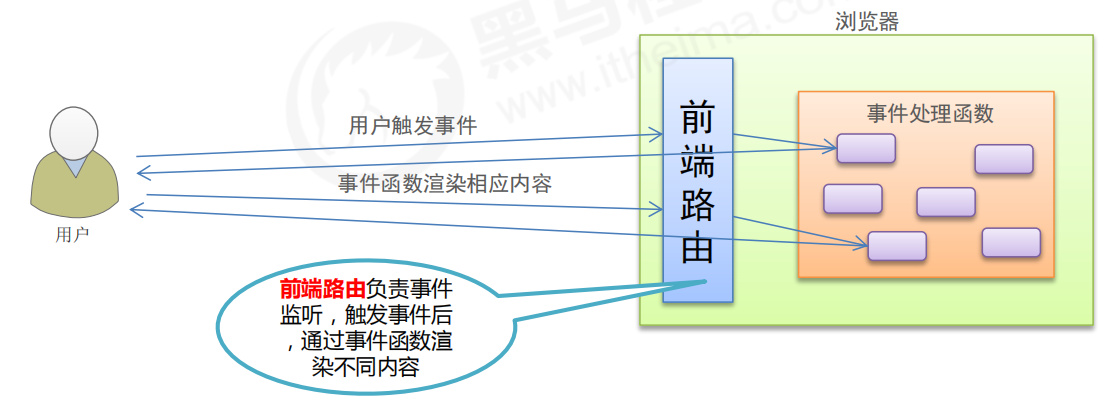 浏览器
黑马程
www.itheima.com
前端路由
事件处理函数
用户触发事件
事件函数渲染相应内容
用户
前端路由负责事件
监听，触发事件后
，通过事件函数渲
染不同内容